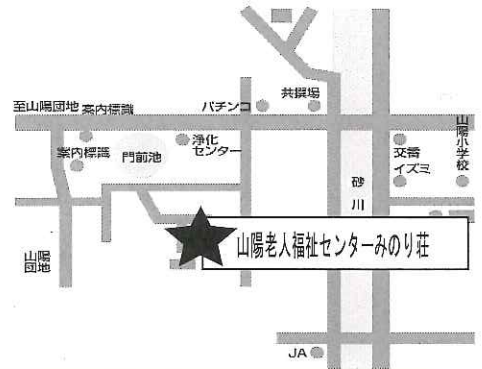 共撰場
パチンコ
至山陽団地
案内標識
浄化
センター
山陽小学校
案内標識
門前池
交番
イズミ
砂川
山陽老人福祉センターみのり荘
山陽
団地
JA